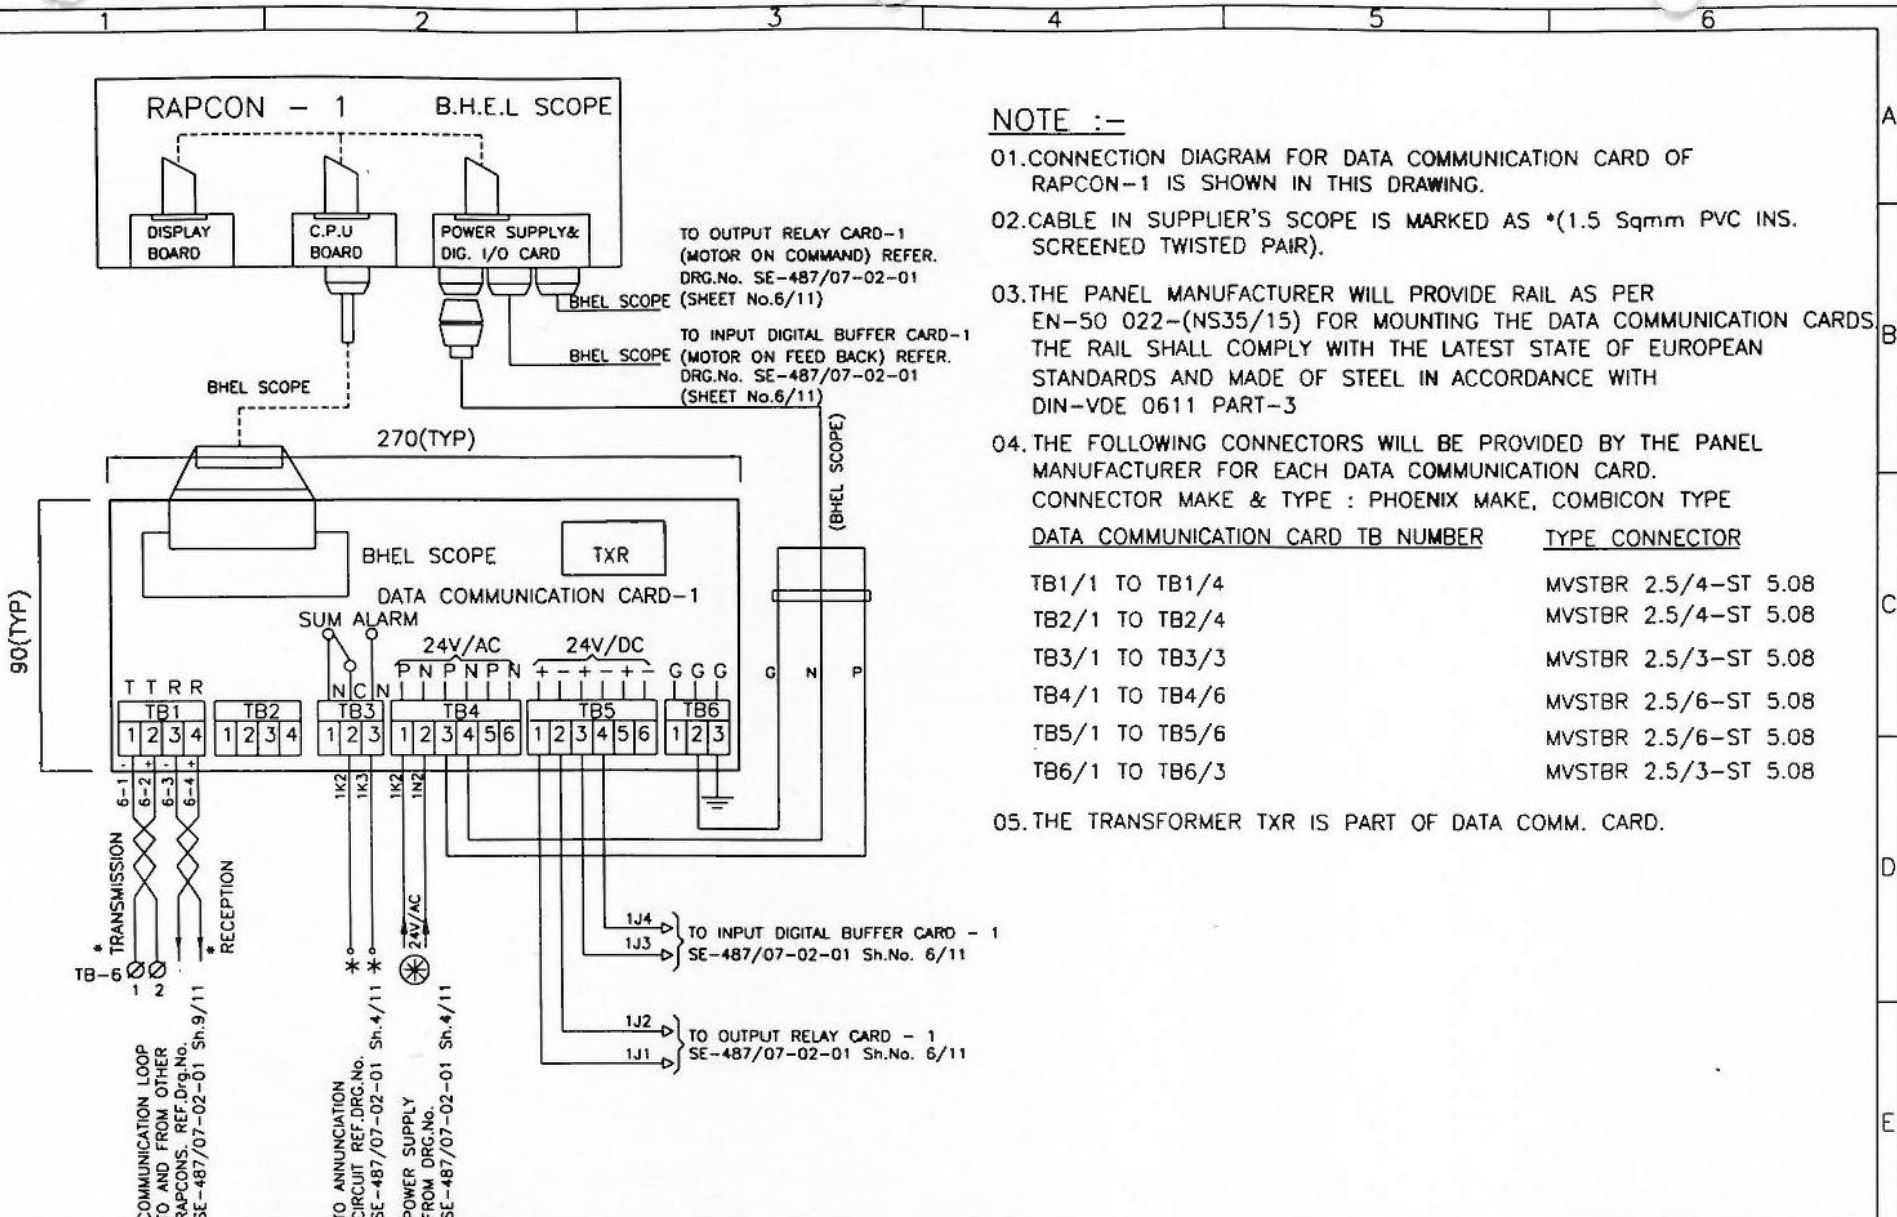 1 2 3 4 5 6
A
B
C
D
E
RAPCON - 1 B.H.E.L SCOPE
DISPLAY
BOARD
C.P.U
BOARD
POWER SUPPLY&
DIG. I/O CARD
TO OUTPUT RELAY CARD-1
(MOTOR ON COMMAND) REFER.
DRG.No. SE-487/07-02-01
BHEL SCOPE (SHEET No.6/11)
TO INPUT DIGITAL BUFFER CARD-1
BHEL SCOPE (MOTOR ON FEED BACK) REFER.
DRG.No. SE-487/07-02-01
(SHEET No.6/11)
BHEL SCOPE
270(TYP)
(BHEL SCOPE)
90(TYP)
BHEL SCOPE
TXR
DATA COMMUNICATION CARD-1
SUM ALARM
24V/AC 24V/DC
T T R R
N C N
P N P N P N
+ - + - + -
G G G
G N P
TB1 TB2 TB3 TB4 TB5 TB6
1 2 3 4
1 2 3 4
1 2 3
1 2 3 4 5 6
1 2 3 4 5 6
1 2 3
- + - +
6-1 6-2 6-3 6-4
1K2 1K3 1K2 1N2
* TRANSMISSION
* RECEPTION
24V/AC
TB-6
1 2
1J4
1J3
TO INPUT DIGITAL BUFFER CARD - 1
SE-487/07-02-01 Sh.No. 6/11
1J2
1J1
TO OUTPUT RELAY CARD - 1
SE-487/07-02-01 Sh.No. 6/11
COMMUNICATION LOOP
TO AND FROM OTHER
RAPCONS. REF.Drg.No.
SE-487/07-02-01 Sh.9/11
TO ANNUNCIATION
CIRCUIT REF.DRG.No.
SE-487/07-02-01 Sh.4/11
POWER SUPPLY
FROM DRG.No.
SE-487/07-02-01 Sh.4/11
NOTE :-
01.CONNECTION DIAGRAM FOR DATA COMMUNICATION CARD OF
RAPCON-1 IS SHOWN IN THIS DRAWING.
02.CABLE IN SUPPLIER'S SCOPE IS MARKED AS *(1.5 Sqmm PVC INS.
SCREENED TWISTED PAIR).
03.THE PANEL MANUFACTURER WILL PROVIDE RAIL AS PER
EN-50 022-(NS35/15) FOR MOUNTING THE DATA COMMUNICATION CARDS
THE RAIL SHALL COMPLY WITH THE LATEST STATE OF EUROPEAN
STANDARDS AND MADE OF STEEL IN ACCORDANCE WITH
DIN-VDE 0611 PART-3
04. THE FOLLOWING CONNECTORS WILL BE PROVIDED BY THE PANEL
MANUFACTURER FOR EACH DATA COMMUNICATION CARD.
CONNECTOR MAKE & TYPE : PHOENIX MAKE, COMBICON TYPE
DATA COMMUNICATION CARD TB NUMBER TYPE CONNECTOR
TB1/1 TO TB1/4 MVSTBR 2.5/4-ST 5.08
TB2/1 TO TB2/4 MVSTBR 2.5/4-ST 5.08
TB3/1 TO TB3/3 MVSTBR 2.5/3-ST 5.08
TB4/1 TO TB4/6 MVSTBR 2.5/6-ST 5.08
TB5/1 TO TB5/6 MVSTBR 2.5/6-ST 5.08
TB6/1 TO TB6/3 MVSTBR 2.5/3-ST 5.08
05. THE TRANSFORMER TXR IS PART OF DATA COMM. CARD.